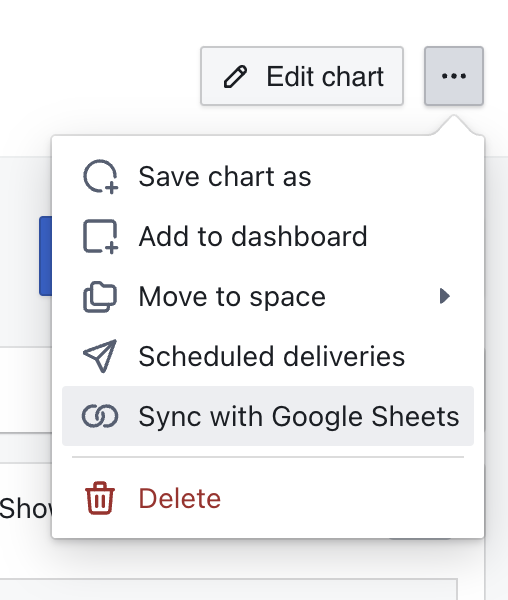 Edit chart
Save chart as
Add to dashboard
Move to space
Scheduled deliveries
Sync with Google Sheets
Delete